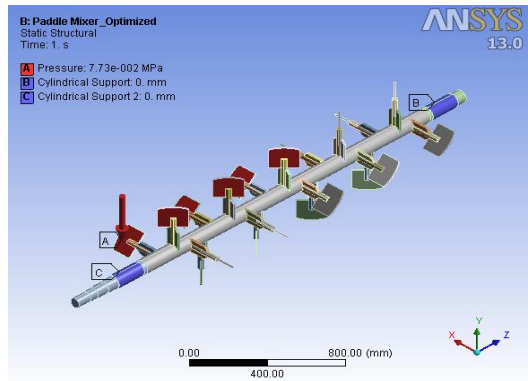 B: Paddle Mixer_Optimized
Static Structural
Time: 1. s
A Pressure: 7.73e-002 MPa
B Cylindrical Support: 0. mm
C Cylindrical Support 2: 0. mm
ANSYS
13.0
B
A
C
0.00 800.00 (mm)
400.00
Y
X Z